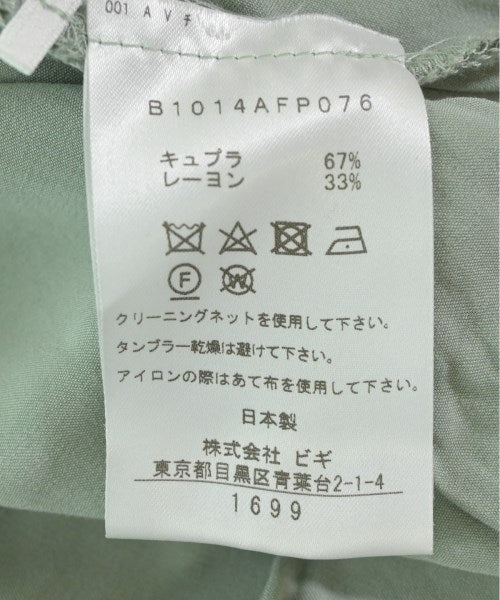 001 A V チ
B1014AFP076
キュプラ 67%
レーヨン 33%
F W
クリーニングネットを使用して下さい。
タンブラー乾燥は避けて下さい。
アイロンの際はあて布を使用して下さい。
日本製
株式会社 ビギ
東京都目黒区青葉台2-1-4
1699